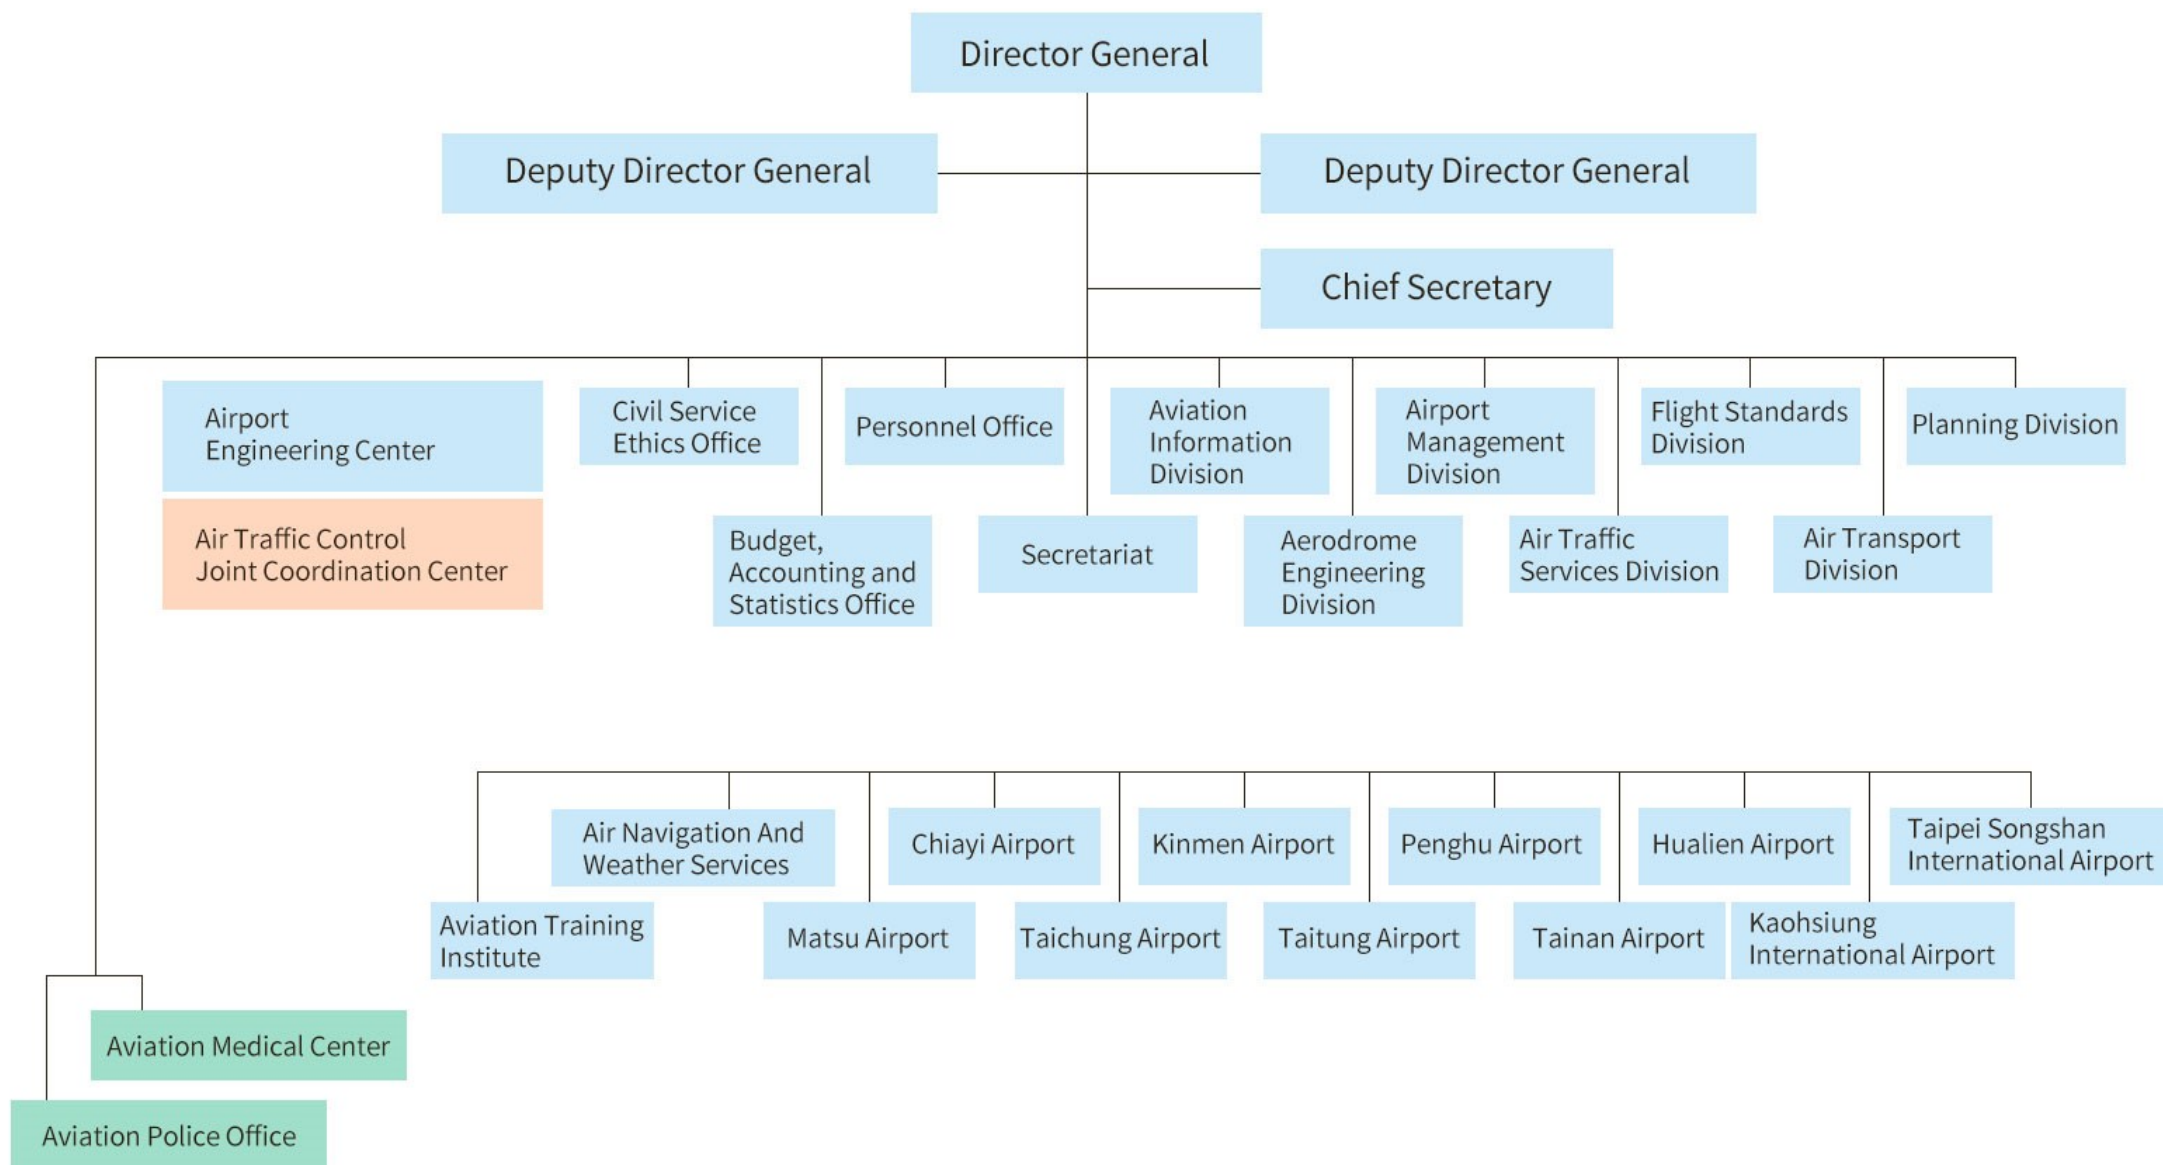 Director General
Deputy Director General
Deputy Director General
Chief Secretary
Airport
Engineering Center
Air Traffic Control
Joint Coordination Center
Civil Service
Ethics Office
Budget,
Accounting and
Statistics Office
Personnel Office
Secretariat
Aviation
Information
Division
Aerodrome
Engineering
Division
Airport
Management
Division
Air Traffic
Services Division
Flight Standards
Division
Air Transport
Division
Planning Division
Aviation Training
Institute
Air Navigation And
Weather Services
Matsu Airport
Chiayi Airport
Taichung Airport
Kinmen Airport
Taitung Airport
Penghu Airport
Tainan Airport
Hualien Airport
Kaohsiung
International Airport
Taipei Songshan
International Airport
Aviation Medical Center
Aviation Police Office